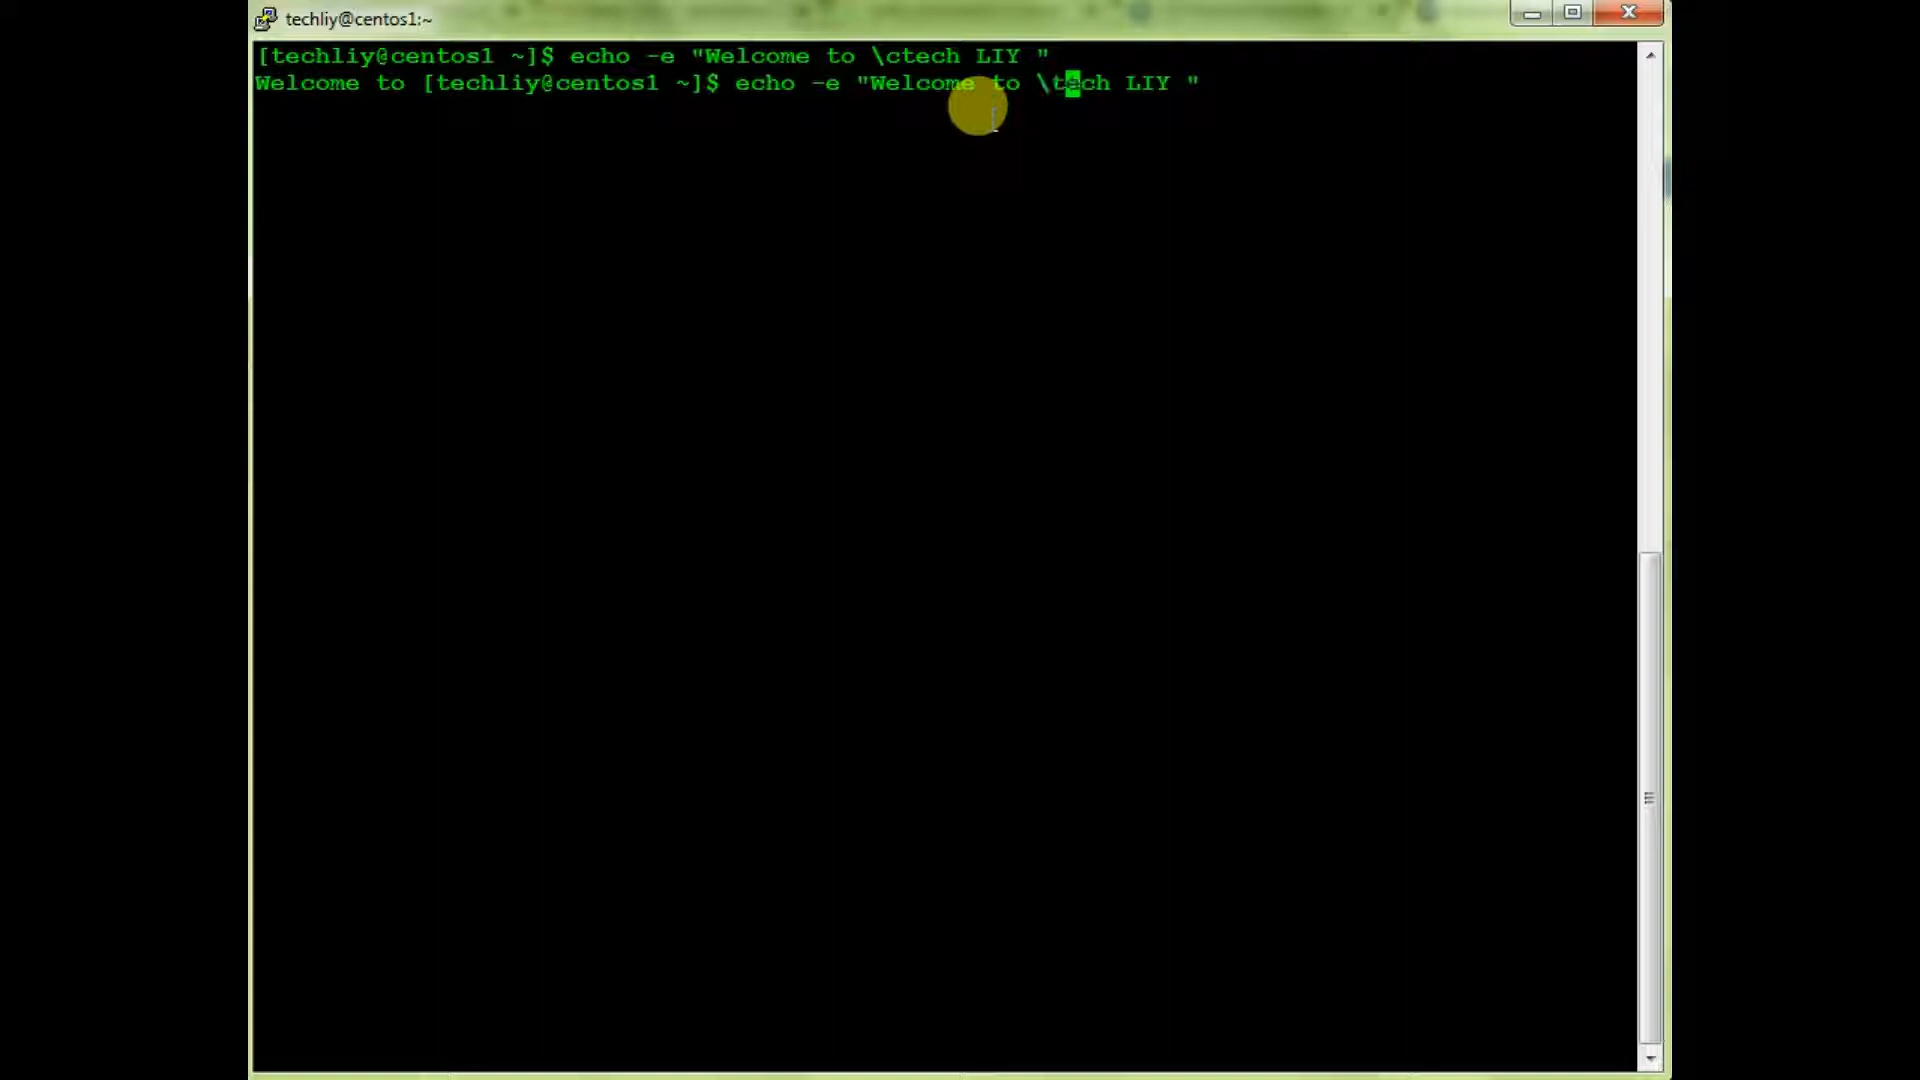 techliy@centos1:~
[techliy@centos1 ~]$ echo -e "Welcome to \ctech LIY "
Welcome to [techliy@centos1 ~]$ echo -e "Welcome to \tech LIY "